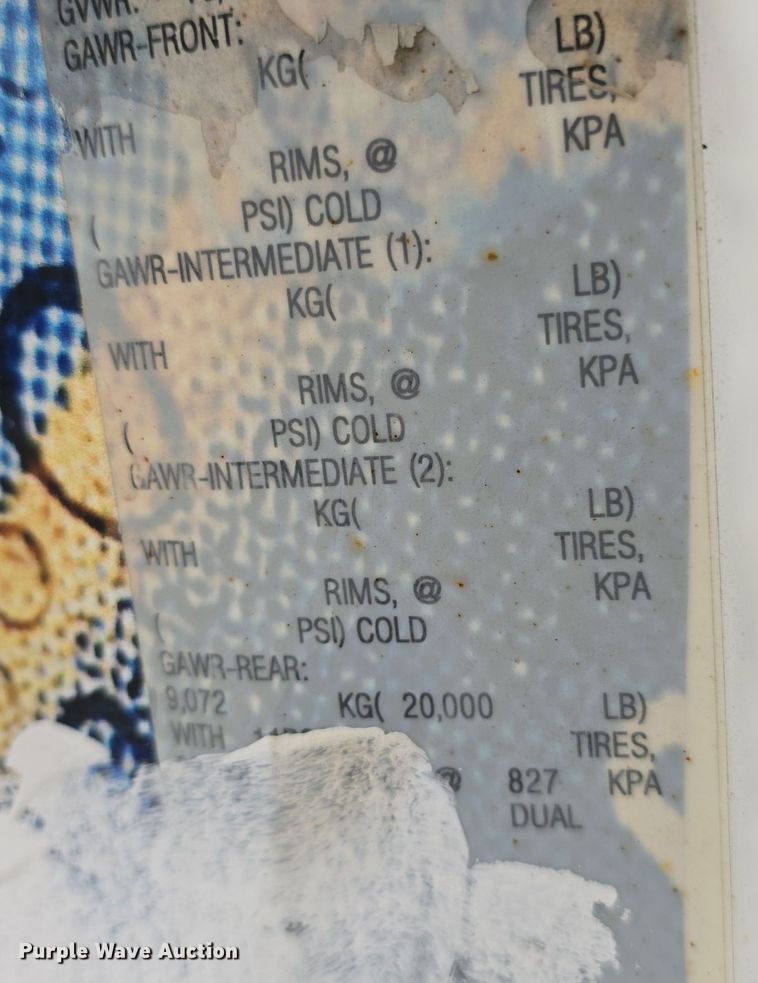 GVWR:
GAWR-FRONT:
KG( LB)
WITH TIRES,
RIMS, @ KPA
( PSI) COLD
GAWR-INTERMEDIATE (1):
KG( LB)
WITH TIRES,
RIMS, @ KPA
( PSI) COLD
GAWR-INTERMEDIATE (2):
KG( LB)
WITH TIRES,
RIMS, @ KPA
( PSI) COLD
GAWR-REAR:
9,072 KG( 20,000 LB)
WITH TIRES,
@ 827 KPA
DUAL
Purple Wave Auction